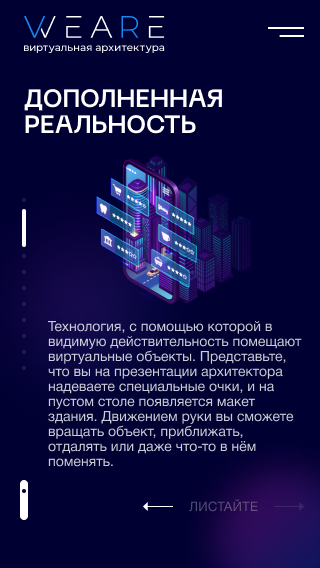 WEARE
виртуальная архитектура
ДОПОЛНЕННАЯ
РЕАЛЬНОСТЬ
Технология, с помощью которой в
видимую действительность помещают
виртуальные объекты. Представьте,
что вы на презентации архитектора
надеваете специальные очки, и на
пустом столе появляется макет
здания. Движением руки вы сможете
вращать объект, приближать,
отдалять или даже что-то в нём
поменять.
ЛИСТАЙТЕ